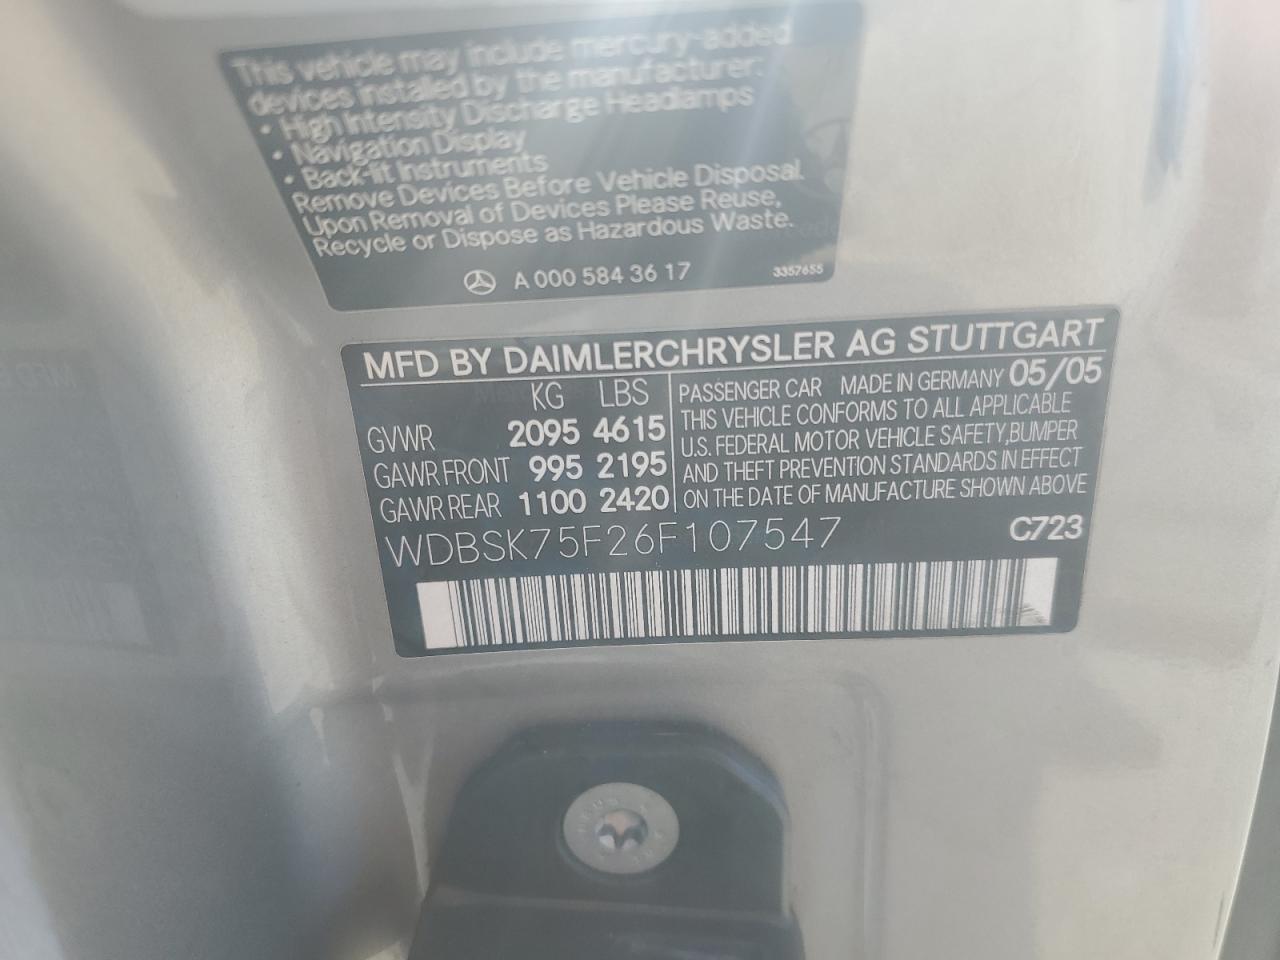 This vehicle may include mercury-added
devices installed by the manufacturer:
• High Intensity Discharge Headlamps
• Navigation Display
• Back-lit Instruments
Remove Devices Before Vehicle Disposal.
Upon Removal of Devices Please Reuse,
Recycle or Dispose as Hazardous Waste.
A 000 584 36 17 3357655
MFD BY DAIMLERCHRYSLER AG STUTTGART
KG LBS
GVWR 2095 4615
GAWR FRONT 995 2195
GAWR REAR 1100 2420
PASSENGER CAR MADE IN GERMANY 05/05
THIS VEHICLE CONFORMS TO ALL APPLICABLE
U.S. FEDERAL MOTOR VEHICLE SAFETY,BUMPER
AND THEFT PREVENTION STANDARDS IN EFFECT
ON THE DATE OF MANUFACTURE SHOWN ABOVE
WDBSK75F26F107547 C723